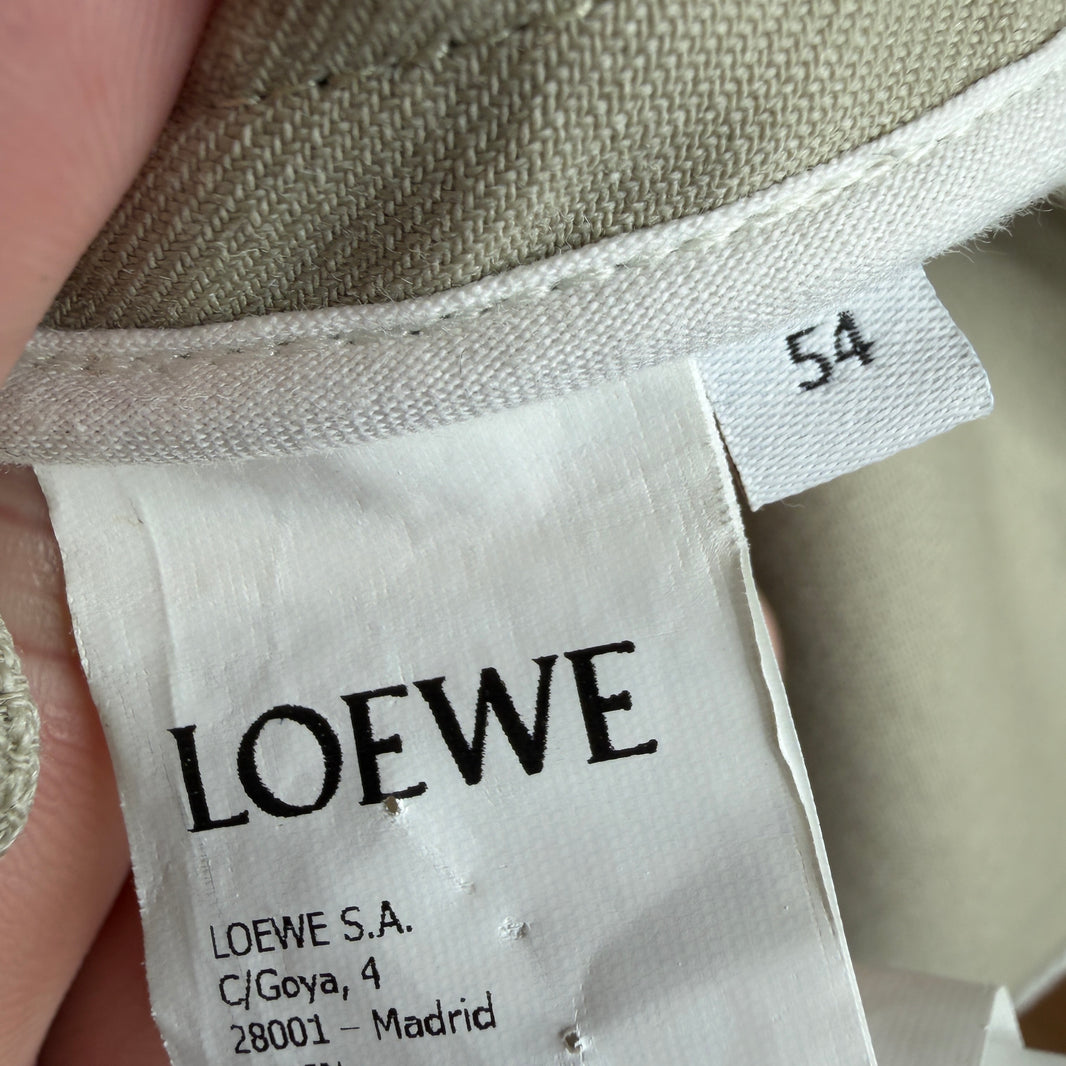 54
LOEWE
LOEWE S.A.
C/Goya, 4
28001 – Madrid